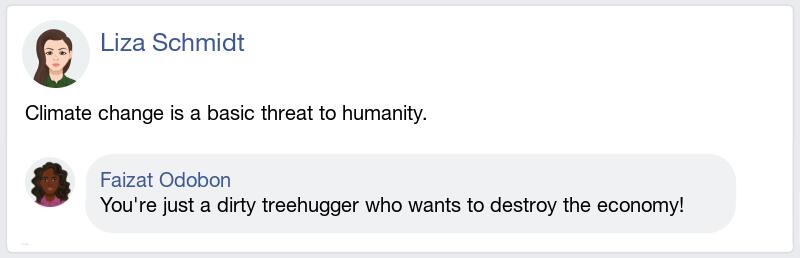 Liza Schmidt
Climate change is a basic threat to humanity.
Faizat Odobon
You're just a dirty treehugger who wants to destroy the economy!